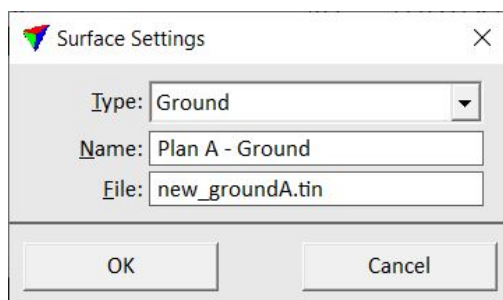 Surface Settings
Type: Ground
Name: Plan A - Ground
File: new_groundA.tin
OK Cancel